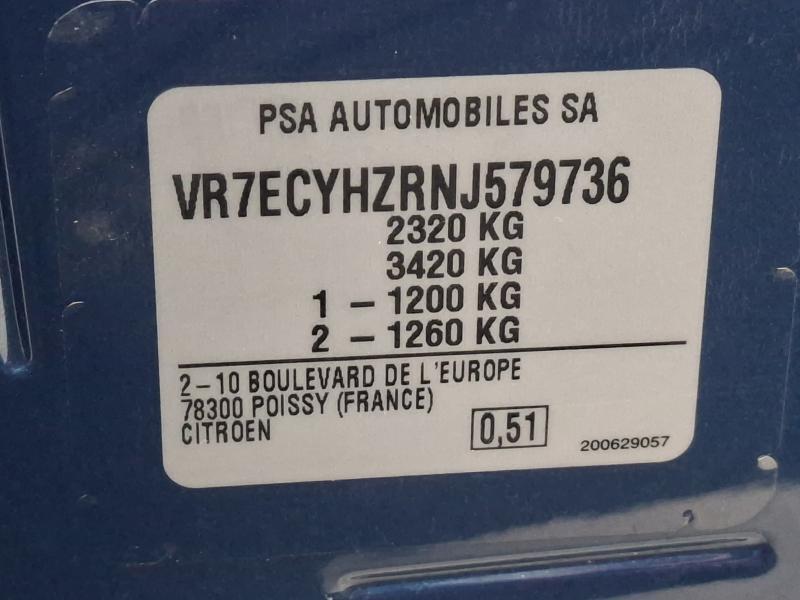 PSA AUTOMOBILES SA
VR7ECYHZRNJ579736
2320 KG
3420 KG
1 – 1200 KG
2 – 1260 KG
2–10 BOULEVARD DE L'EUROPE
78300 POISSY (FRANCE)
CITROEN
0,51
200629057